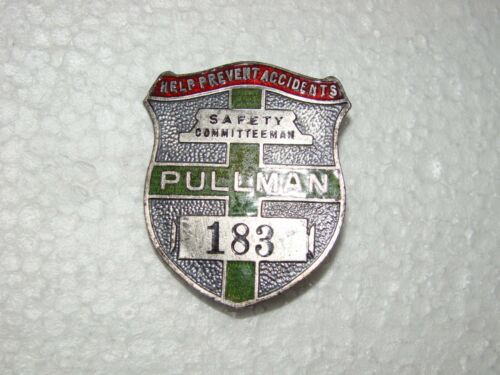 HELP PREVENT ACCIDENTS
SAFETY
COMMITTEEMAN
PULLMAN
183